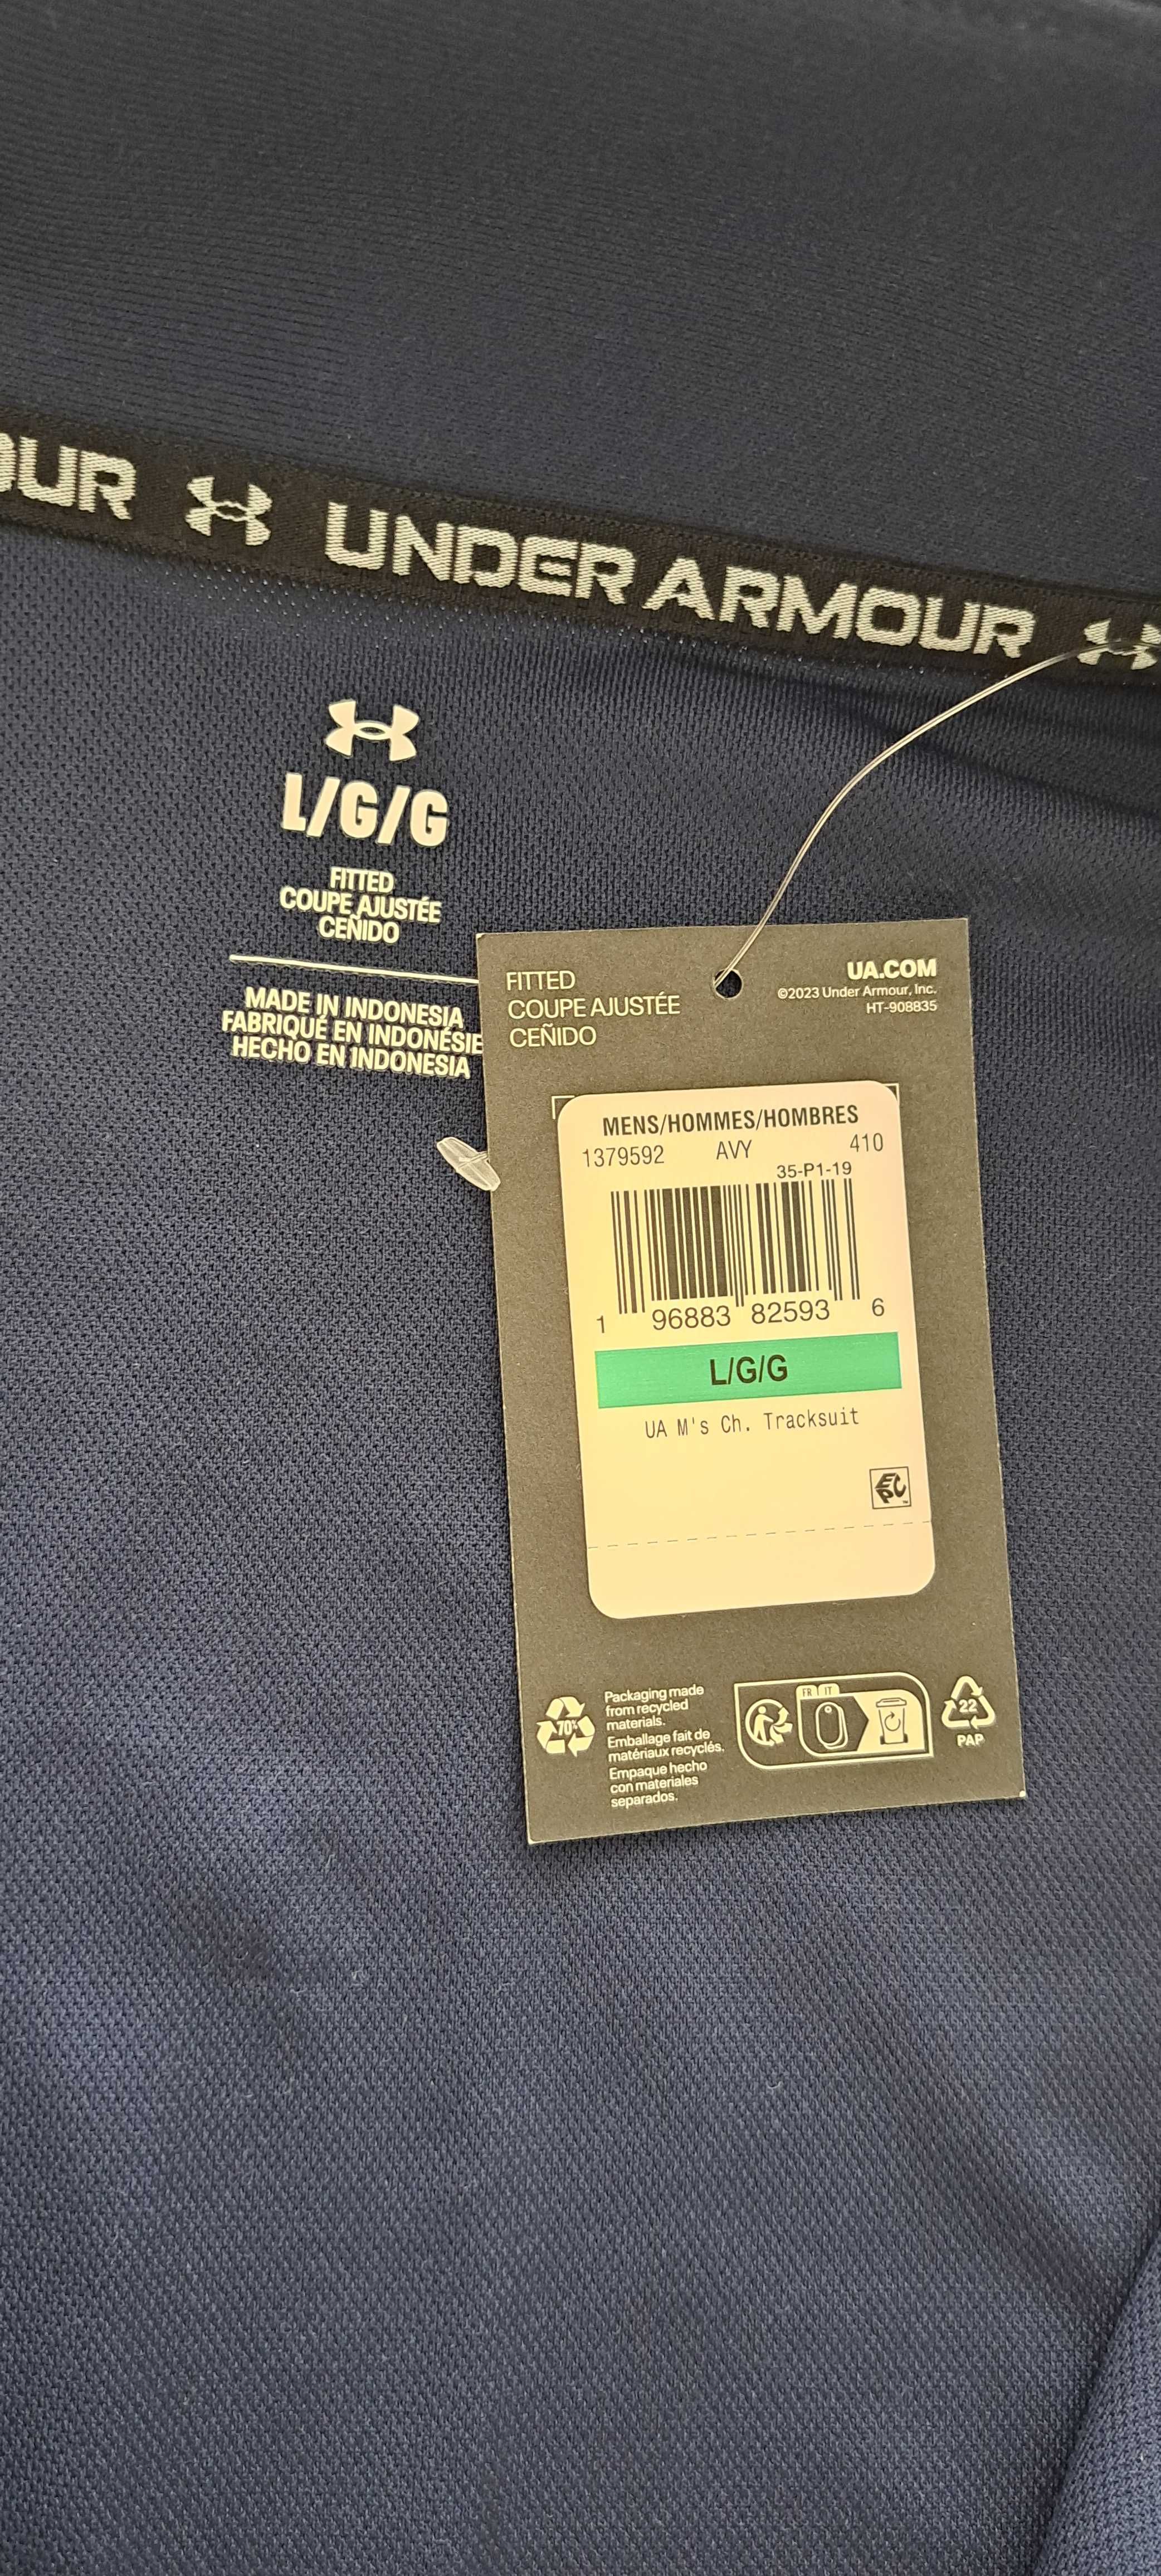 OUR UNDER ARMOUR
L/G/G
FITTED
COUPE AJUSTÉE
CEÑIDO
MADE IN INDONESIA
FABRIQUÉ EN INDONÉSIE
HECHO EN INDONESIA
FITTED
COUPE AJUSTÉE
CEÑIDO
UA.COM
©2023 Under Armour, Inc.
HT-908835
MENS/HOMMES/HOMBRES
1379592 AVY 410
35-P1-19
1 96883 82593 6
L/G/G
UA M's Ch. Tracksuit
EPC™
70%
Packaging made
from recycled
materials.
Emballage fait de
matériaux recyclés.
Empaque hecho
con materiales
separados.
FR IT
22
PAP